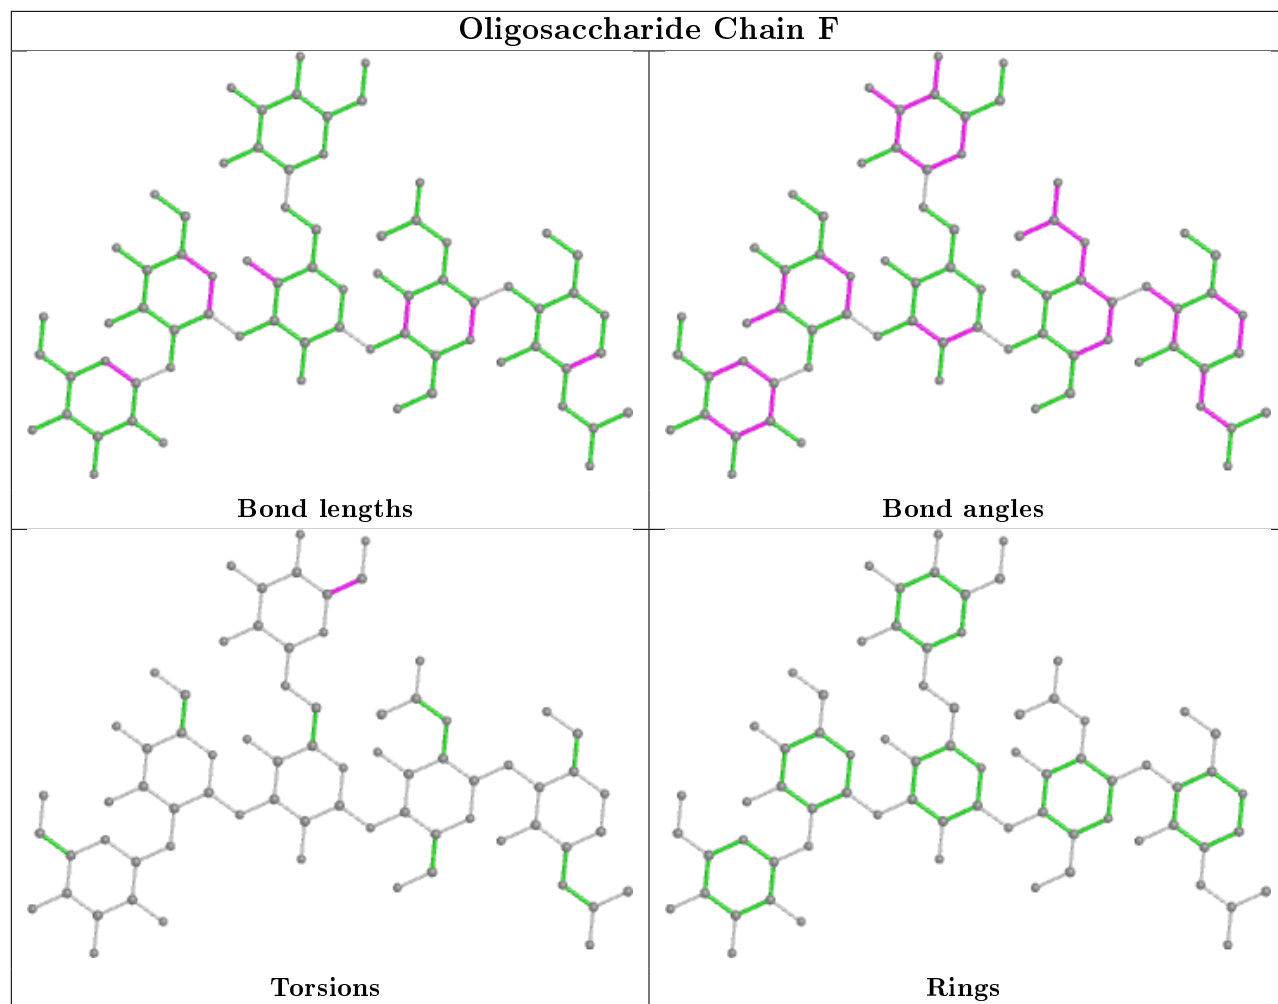 Oligosaccharide Chain F
Bond lengths
Bond angles
Torsions
Rings